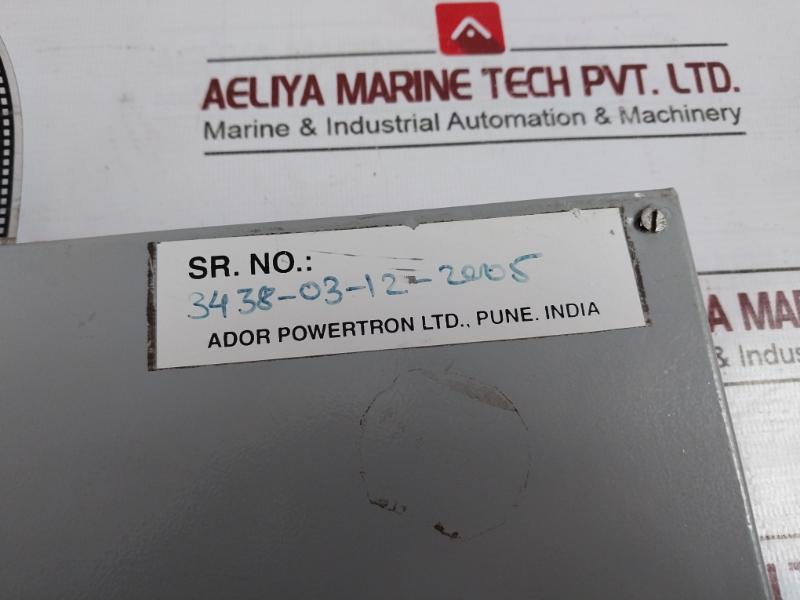 AELIYA MARINE TECH PVT. LTD.
Marine & Industrial Automation & Machinery
SR. NO.:
3438-03-12-2005
ADOR POWERTRON LTD., PUNE. INDIA
A MAR
& Indus